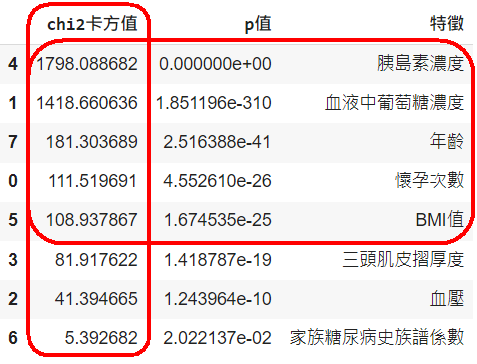 chi2卡方值 p值 特徵
4 1798.088682 0.000000e+00 胰島素濃度
1 1418.660636 1.851196e-310 血液中葡萄糖濃度
7 181.303689 2.516388e-41 年齡
0 111.519691 4.552610e-26 懷孕次數
5 108.937867 1.674535e-25 BMI值
3 81.917622 1.418787e-19 三頭肌皮摺厚度
2 41.394665 1.243964e-10 血壓
6 5.392682 2.022137e-02 家族糖尿病史族譜係數